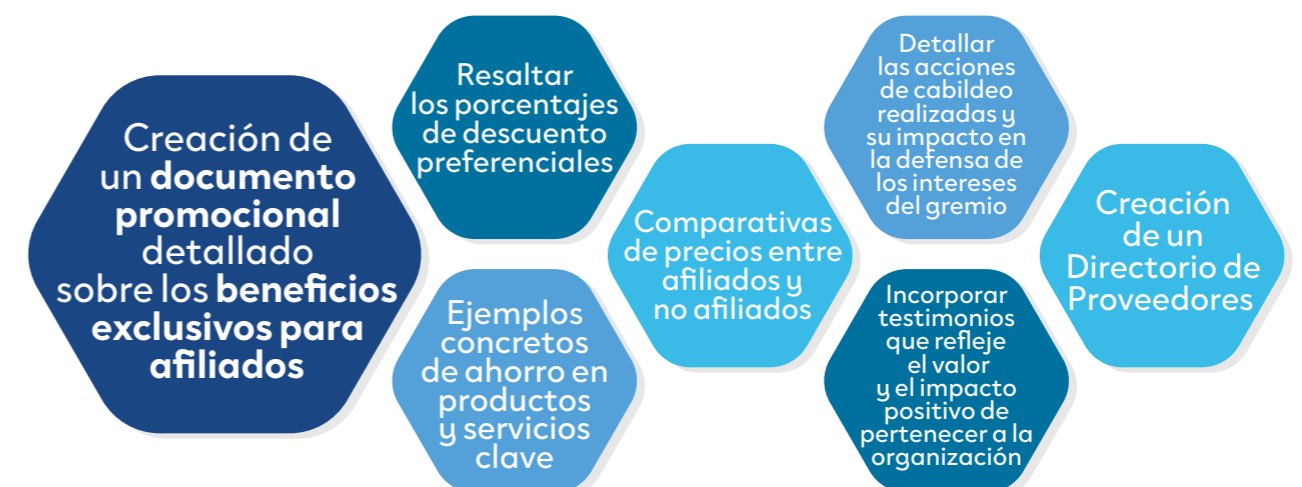 Creación de
un documento
promocional
detallado
sobre los beneficios
exclusivos para
afiliados
Resaltar
los porcentajes
de descuento
preferenciales
Ejemplos
concretos
de ahorro en
productos
y servicios
clave
Comparativas
de precios entre
afiliados y
no afiliados
Detallar
las acciones
de cabildeo
realizadas y
su impacto en
la defensa de
los intereses
del gremio
Incorporar
testimonios
que refleje
el valor
y el impacto
positivo de
pertenecer a la
organización
Creación
de un
Directorio de
Proveedores